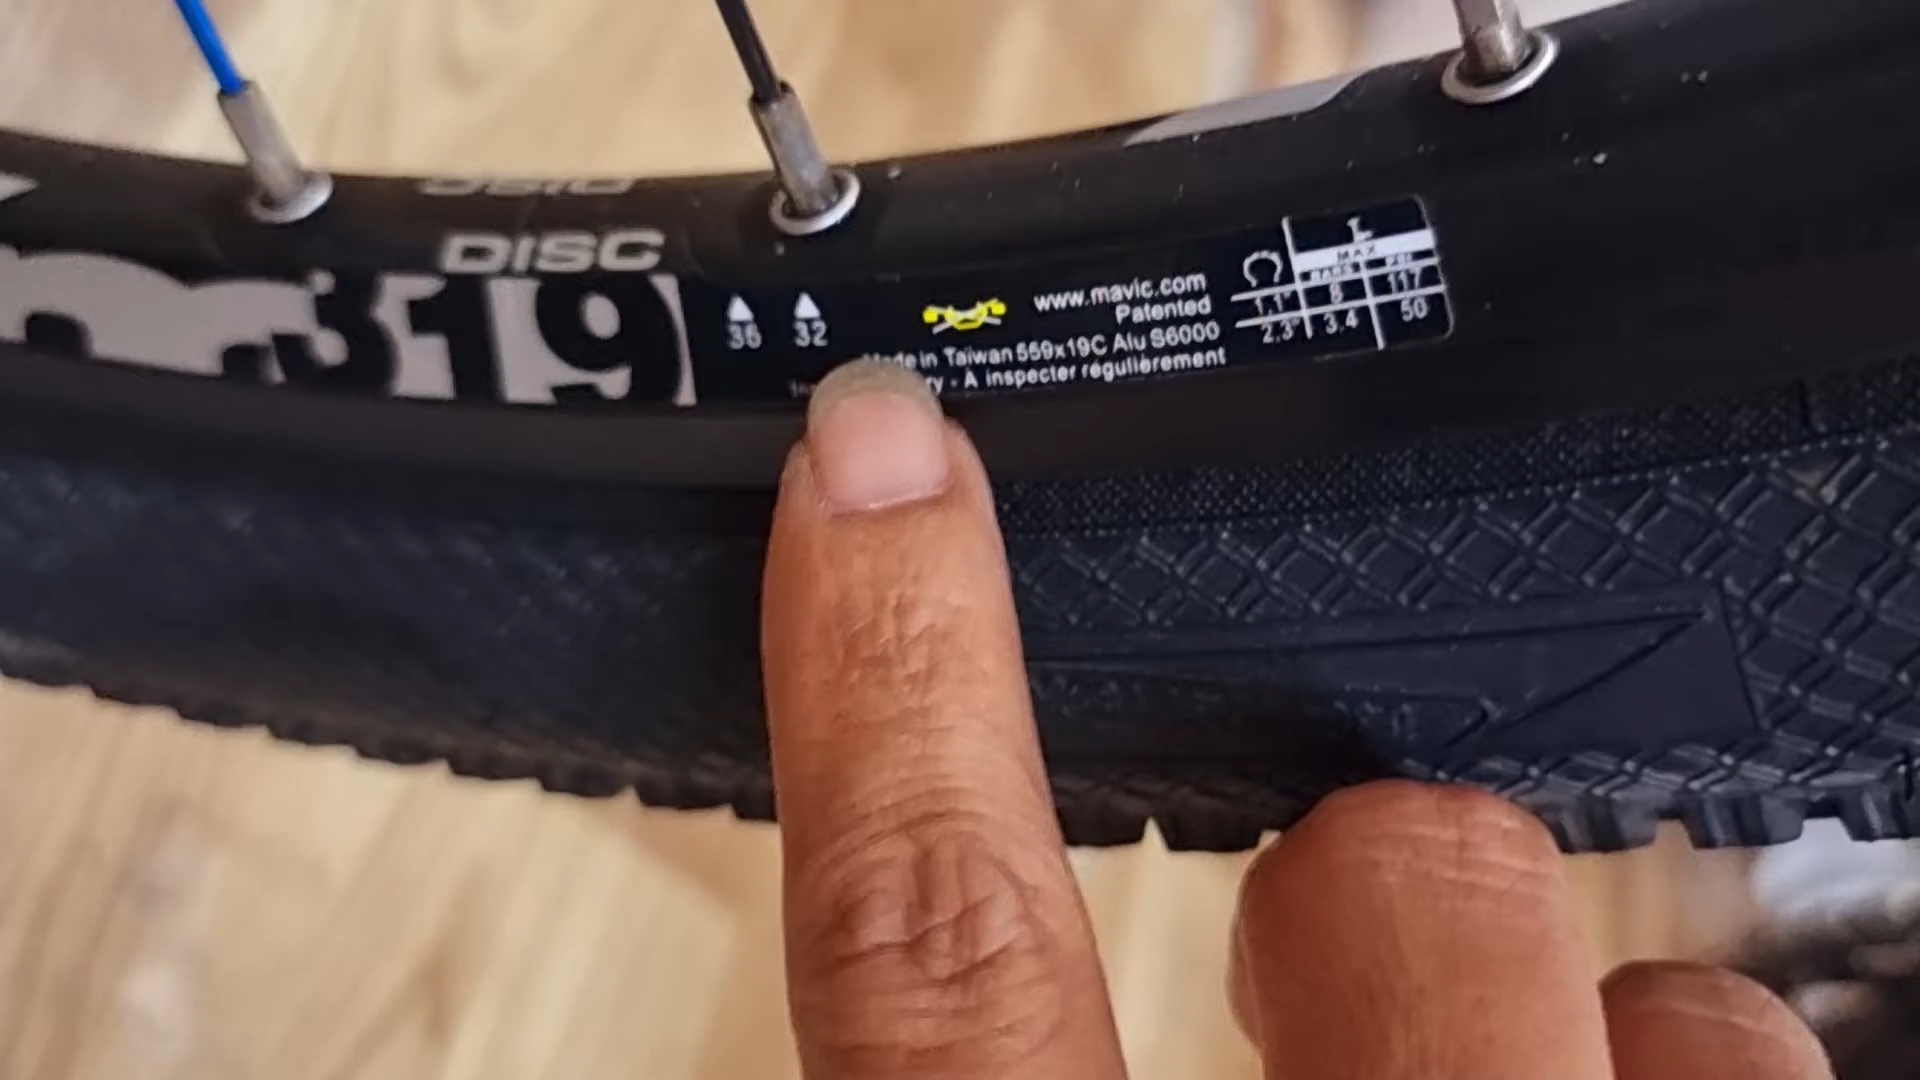 DISC
DISC
319
36 32
www.mavic.com
Patented
in Taiwan 559x19C Alu S6000
- A inspecter régulièrement
MAX
BARS PSI
1.1" 8 117
2.3" 3.4 50